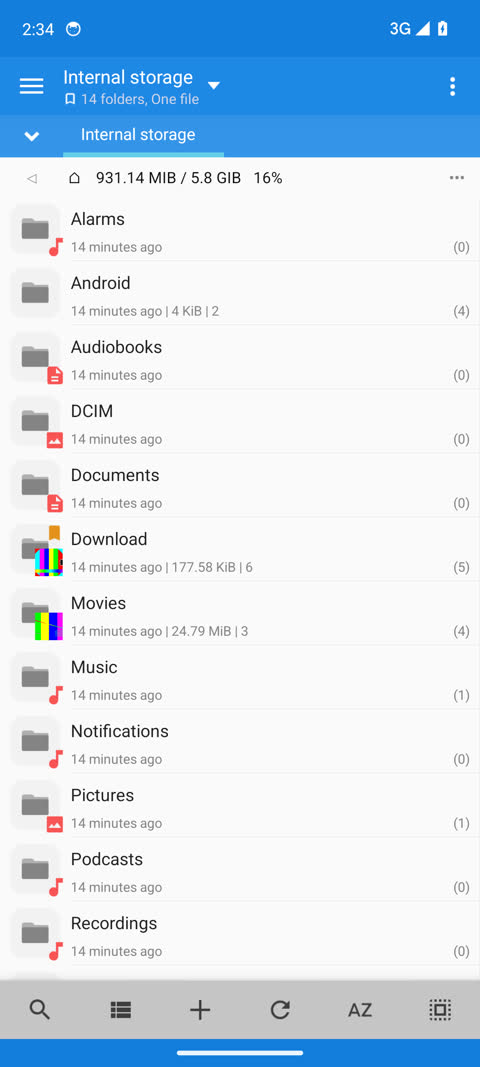 2:34
3G
Internal storage
14 folders, One file
Internal storage
931.14 MIB / 5.8 GIB 16%
Alarms
14 minutes ago (0)
Android
14 minutes ago | 4 KiB | 2 (4)
Audiobooks
14 minutes ago (0)
DCIM
14 minutes ago (0)
Documents
14 minutes ago (0)
Download
14 minutes ago | 177.58 KiB | 6 (5)
Movies
14 minutes ago | 24.79 MiB | 3 (4)
Music
14 minutes ago (1)
Notifications
14 minutes ago (0)
Pictures
14 minutes ago (1)
Podcasts
14 minutes ago (0)
Recordings
14 minutes ago (0)
AZ